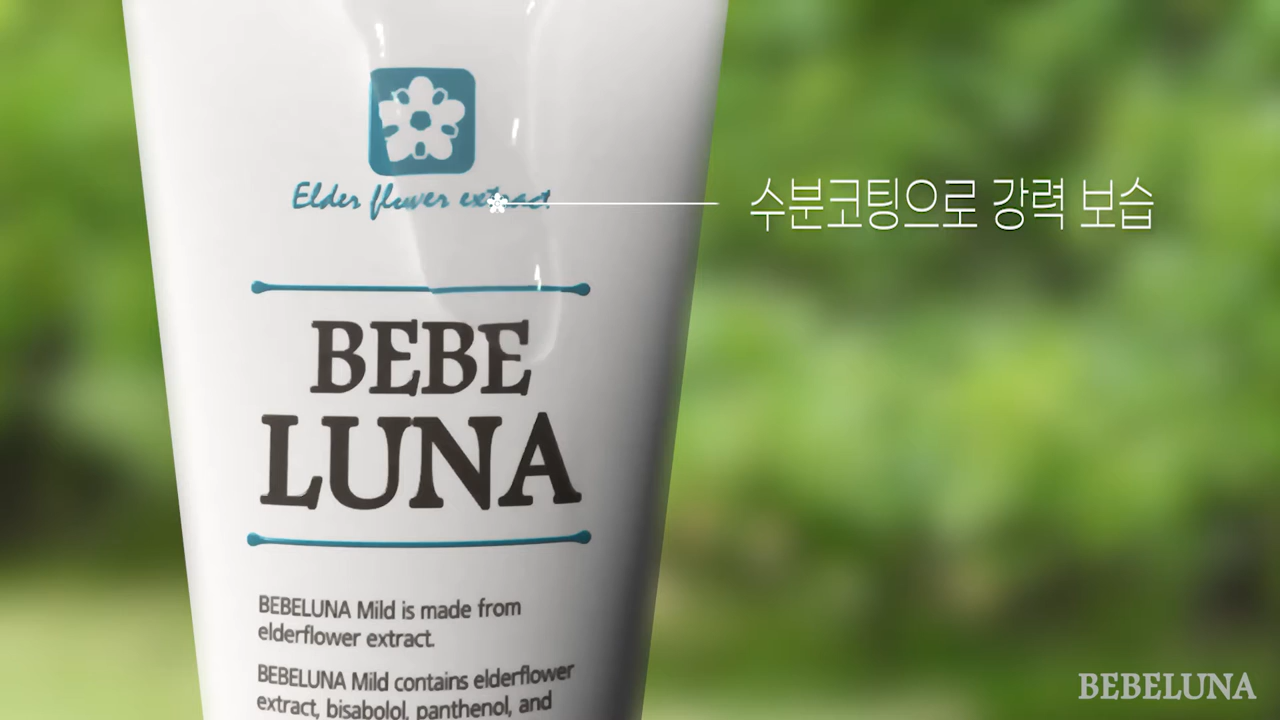 Elder flower extract
수분코팅으로 강력 보습
BEBE
LUNA
BEBELUNA Mild is made from
elderflower extract.
BEBELUNA Mild contains elderflower
extract, bisabolol, panthenol, and
BEBELUNA